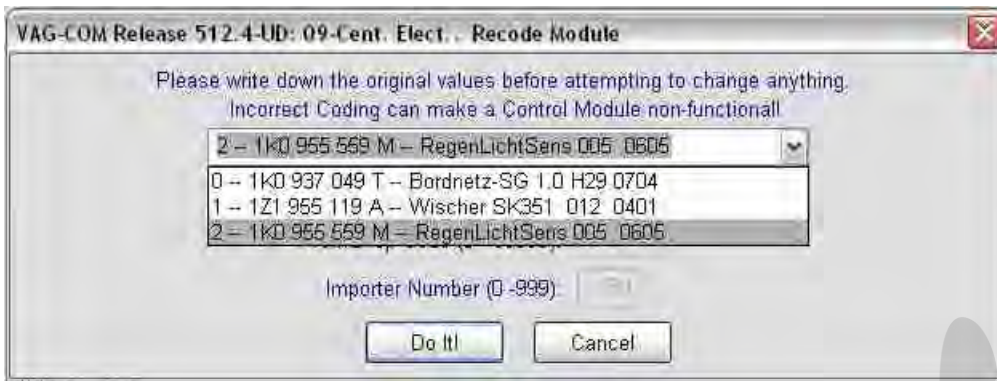 VAG-COM Release 512.4-UD: 09-Cent. Elect. . Recode Module
Please write down the original values before attempting to change anything.
Incorrect Coding can make a Control Module non-functional!
2 -- 1K0 955 559 M -- RegenLichtSens 005 0605
0 -- 1K0 937 049 T -- Bordnetz-SG 1.0 H29 0704
1 -- 1Z1 955 119 A -- Wischer SK351 012 0401
2 -- 1K0 955 559 M -- RegenLichtSens 005 0605
Importer Number (0 -999):
Do It! Cancel